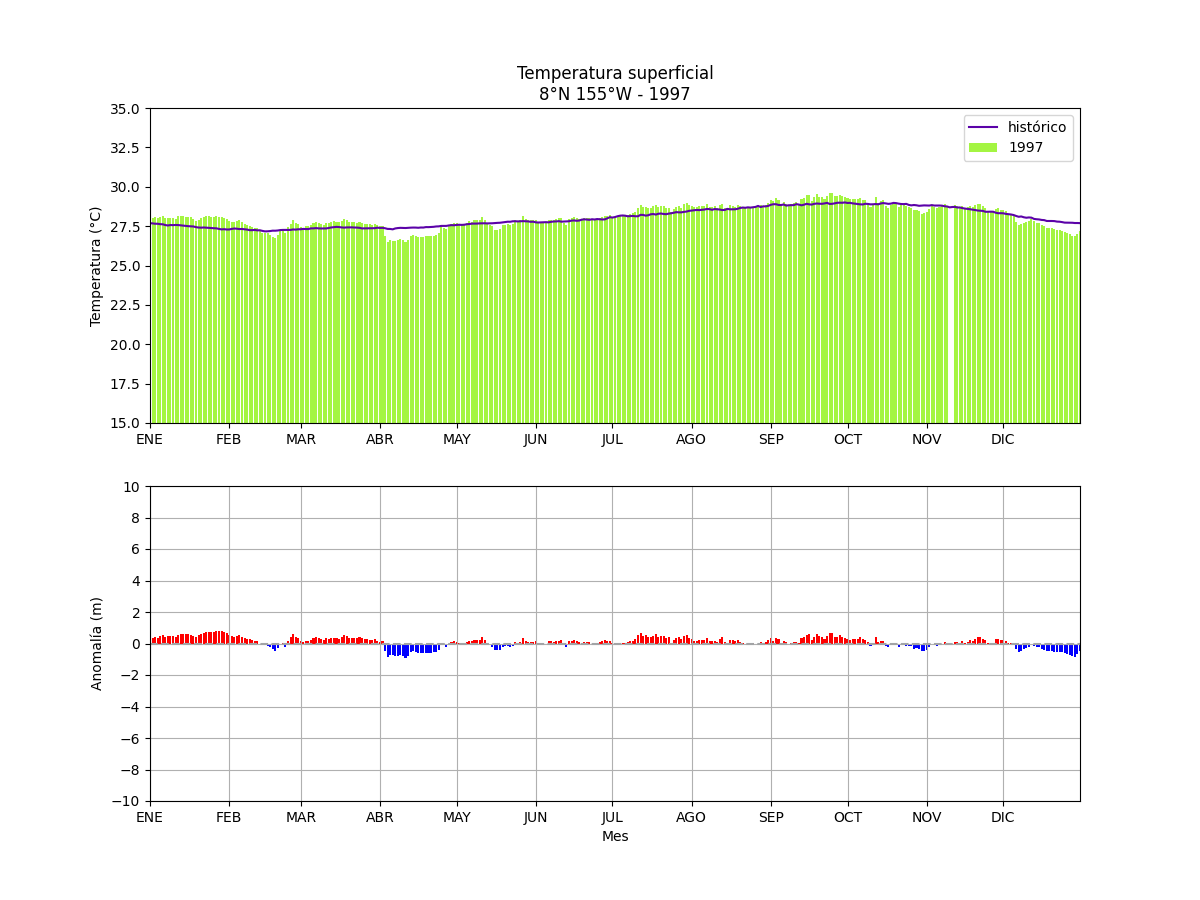 Temperatura superficial
8°N 155°W - 1997
35.0
32.5
30.0
27.5
25.0
22.5
20.0
17.5
15.0
Temperatura (°C)
histórico
1997
ENE FEB MAR ABR MAY JUN JUL AGO SEP OCT NOV DIC
10
8
6
4
2
0
−2
−4
−6
−8
−10
Anomalía (m)
ENE FEB MAR ABR MAY JUN JUL AGO SEP OCT NOV DIC
Mes